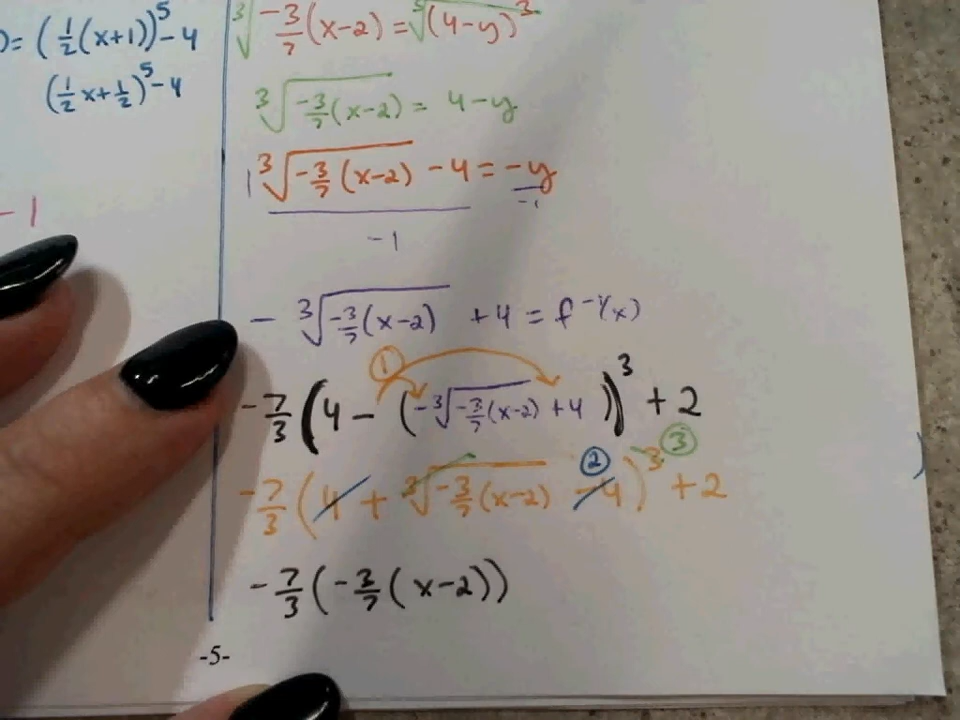 ) = (1/2(x+1))^5 - 4
(1/2x + 1/2)^5 - 4
- 1
∛(-3/7(x-2)) = ∛((4-y)^3)
∛(-3/7(x-2)) = 4-y
1 ∛(-3/7(x-2)) - 4 = -y
-1 -1
- ∛(-3/7(x-2)) + 4 = f^-1(x)
①
-7/3(4 - (-∛(-3/7(x-2)) + 4))^3 + 2
② ③
-7/3(4 + ∛(-3/7(x-2)) - 4)^3 + 2
-7/3(-3/7(x-2))
-5-